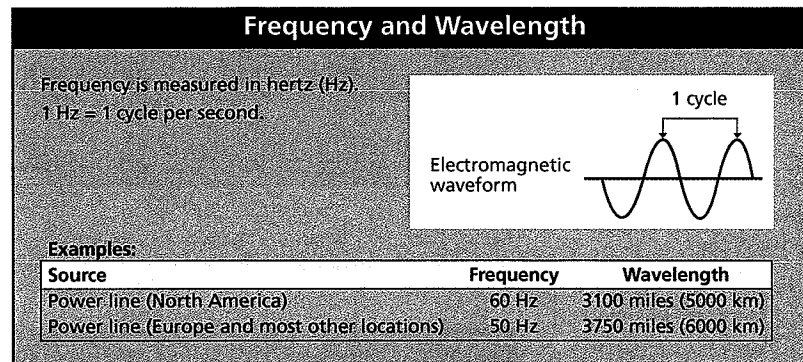 Frequency and Wavelength
Frequency is measured in hertz (Hz).
1 Hz = 1 cycle per second.
1 cycle
Electromagnetic
waveform
Examples:
Source Frequency Wavelength
Power line (North America) 60 Hz 3100 miles (5000 km)
Power line (Europe and most other locations) 50 Hz 3750 miles (6000 km)